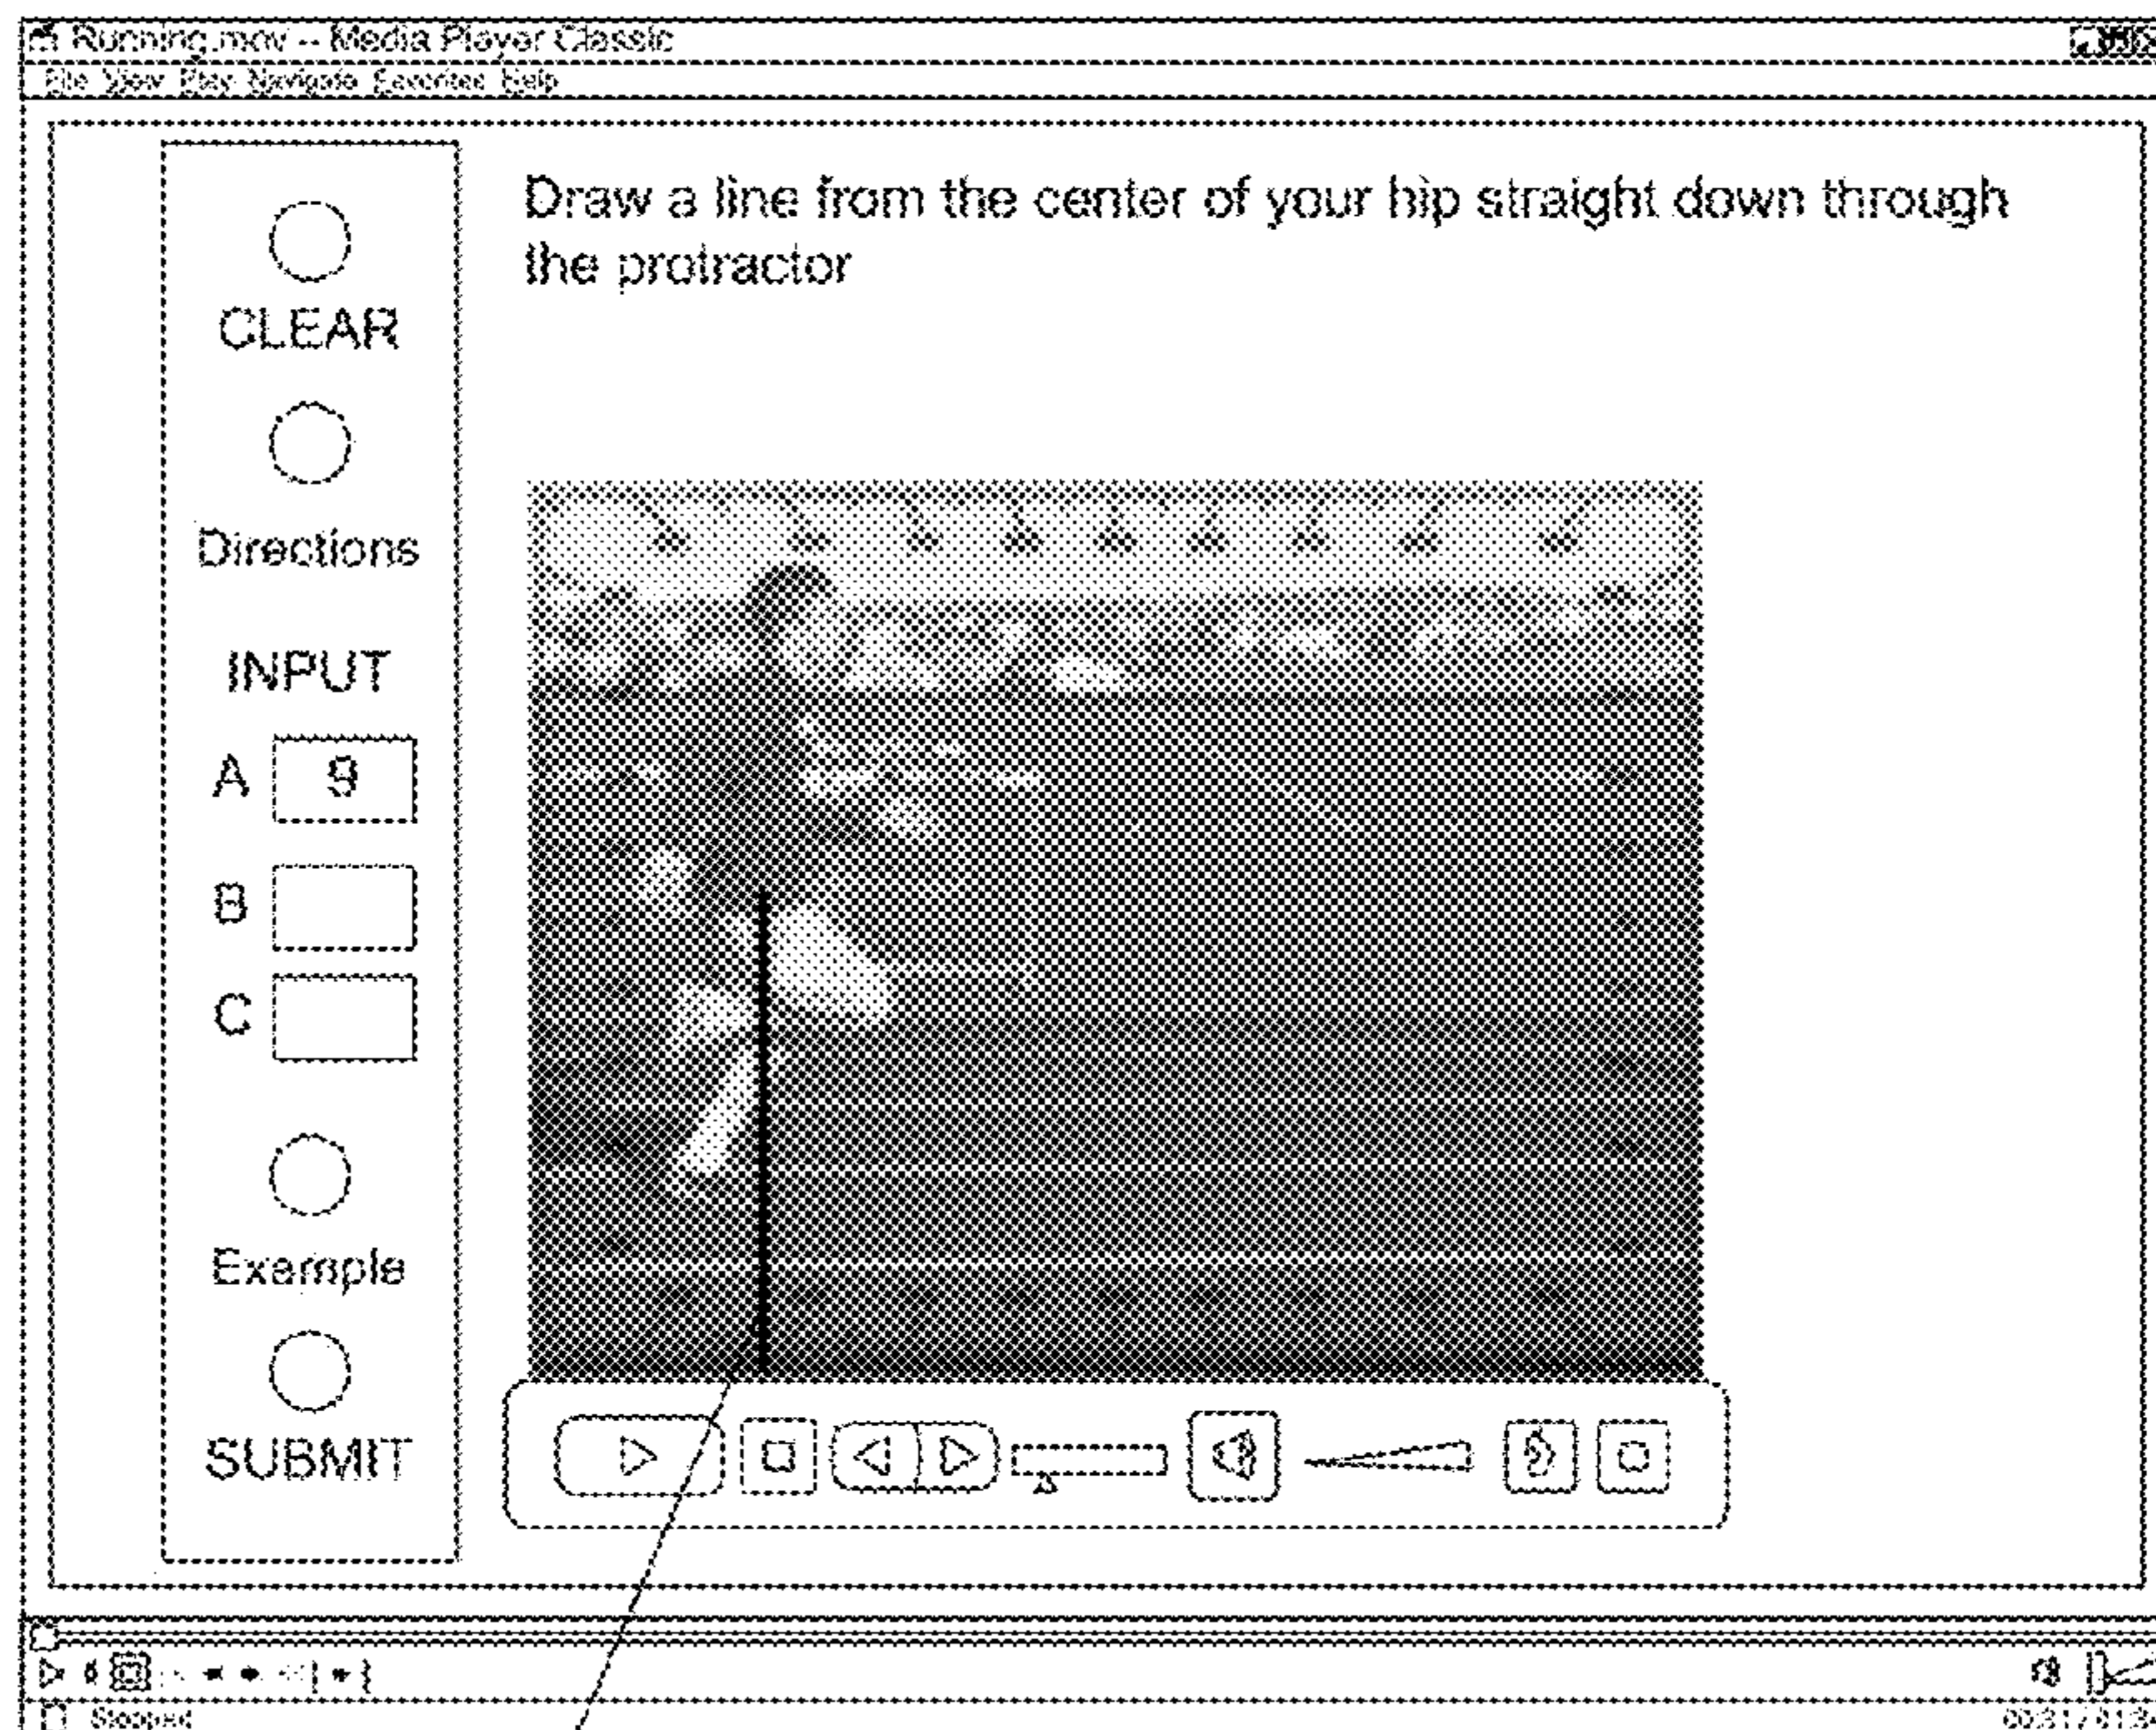 Running.mov -- Media Player Classic
File View Play Navigate Favorites Help
Draw a line from the center of your hip straight down through
the protractor
CLEAR
Directions
INPUT
A 9
B
C
Example
SUBMIT
Stopped